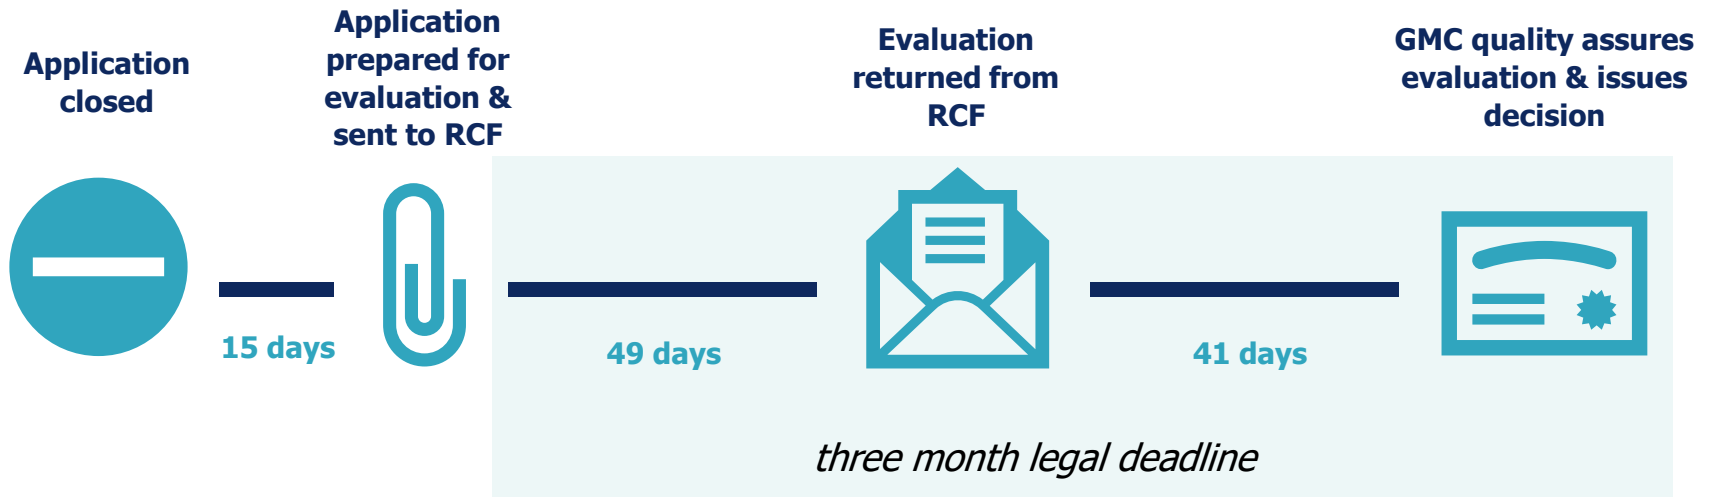 Application
closed
Application
prepared for
evaluation &
sent to RCF
Evaluation
returned from
RCF
GMC quality assures
evaluation & issues
decision
15 days
49 days
41 days
three month legal deadline